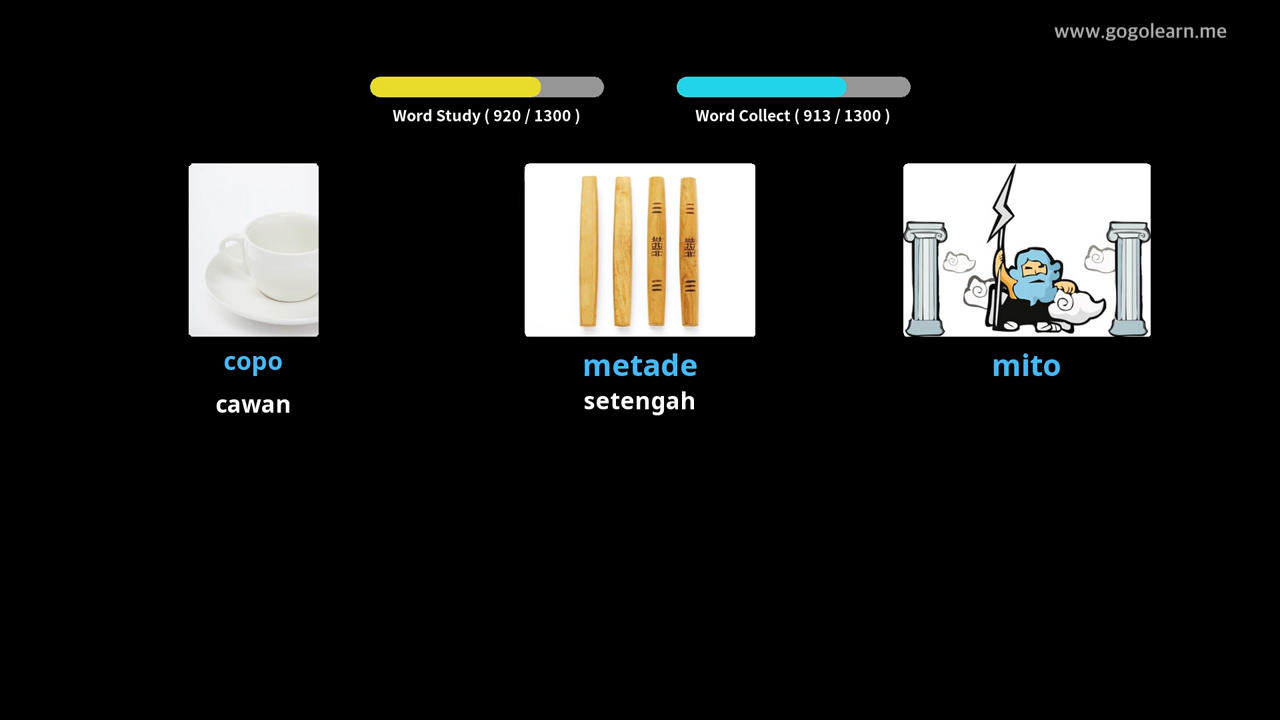 www.gogolearn.me
Word Study ( 920 / 1300 )
Word Collect ( 913 / 1300 )
copo
cawan
metade
setengah
mito